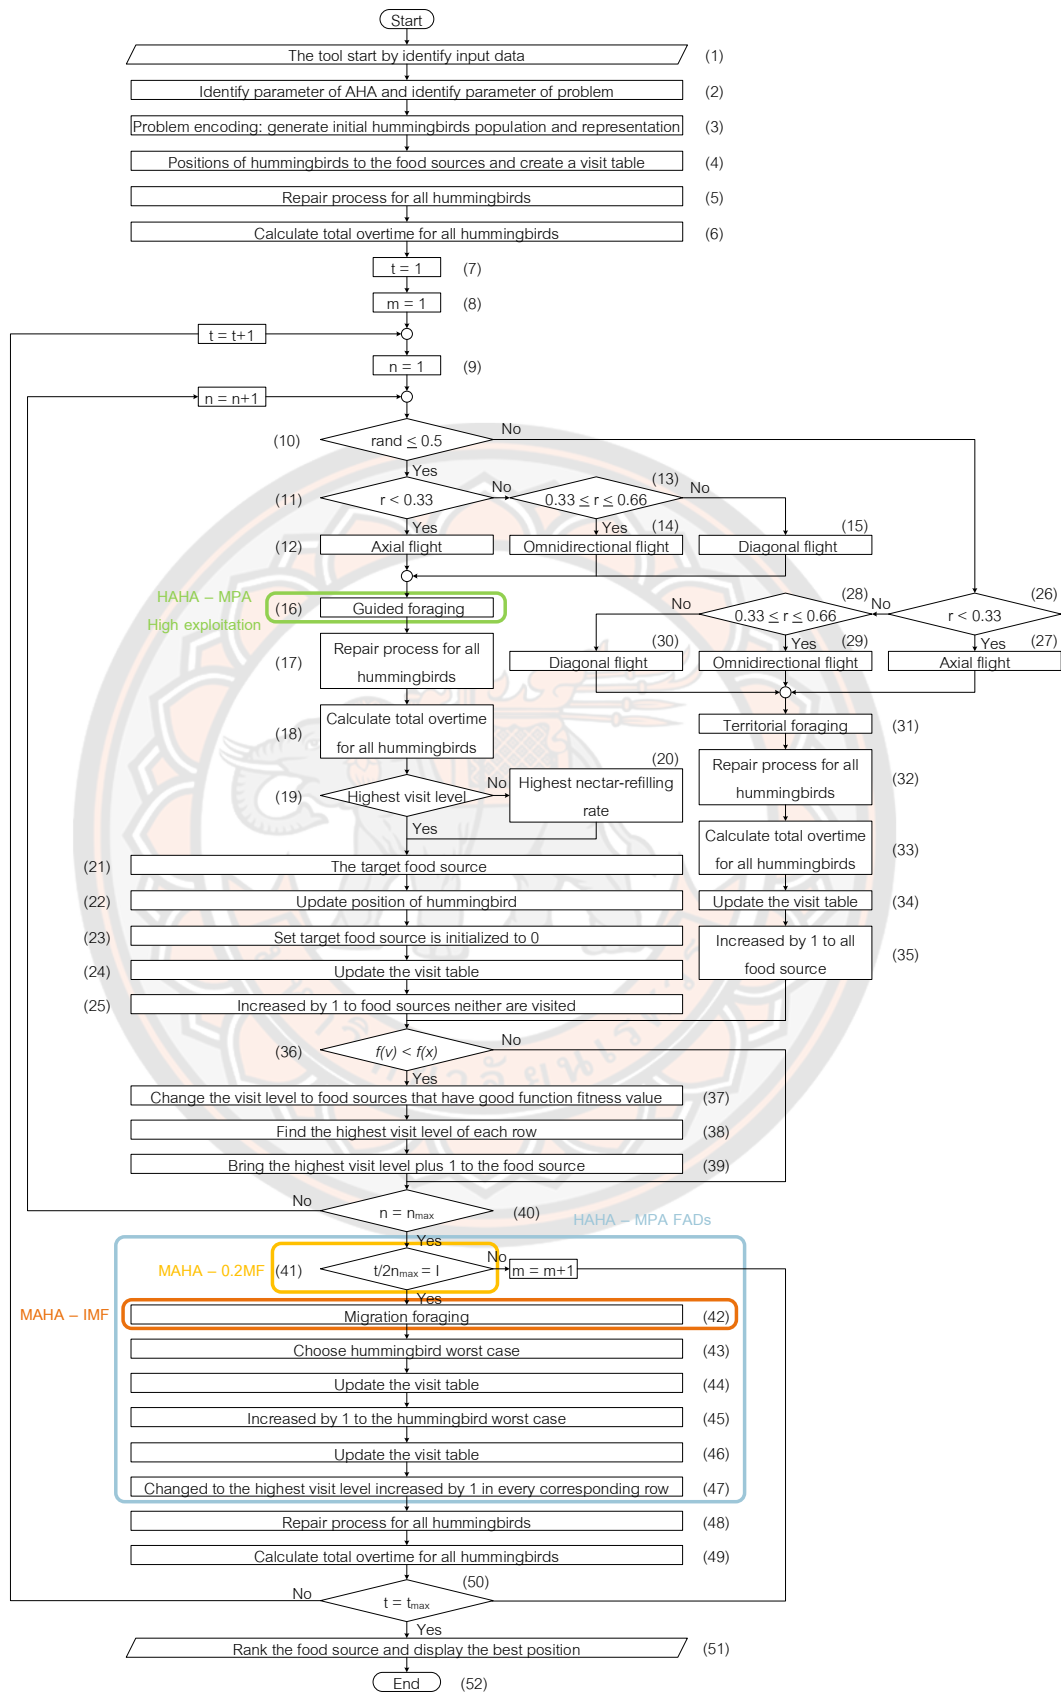 Start
The tool start by identify input data
(1)
Identify parameter of AHA and identify parameter of problem
(2)
Problem encoding: generate initial hummingbirds population and representation
(3)
Positions of hummingbirds to the food sources and create a visit table
(4)
Repair process for all hummingbirds
(5)
Calculate total overtime for all hummingbirds
(6)
t = 1
(7)
m = 1
(8)
t = t+1
n = 1
(9)
n = n+1
(10)
rand ≤ 0.5
No
Yes
(11)
r < 0.33
No
0.33 ≤ r ≤ 0.66
(13)
No
Yes
Yes
(14)
(15)
(12)
Axial flight
Omnidirectional flight
Diagonal flight
HAHA – MPA
High exploitation
(16)
Guided foraging
(28)
(26)
No
0.33 ≤ r ≤ 0.66
No
r < 0.33
(17)
Repair process for all
hummingbirds
(30)
Yes
(29)
Yes
(27)
Diagonal flight
Omnidirectional flight
Axial flight
(18)
Calculate total overtime
for all hummingbirds
Territorial foraging
(31)
(20)
Repair process for all
hummingbirds
(32)
(19)
Highest visit level
No
Highest nectar-refilling
rate
Yes
Calculate total overtime
for all hummingbirds
(33)
(21)
The target food source
(22)
Update position of hummingbird
Update the visit table
(34)
(23)
Set target food source is initialized to 0
Increased by 1 to all
food source
(35)
(24)
Update the visit table
(25)
Increased by 1 to food sources neither are visited
(36)
f(v) < f(x)
No
Yes
Change the visit level to food sources that have good function fitness value
(37)
Find the highest visit level of each row
(38)
Bring the highest visit level plus 1 to the food source
(39)
No
n = nmax
(40)
HAHA – MPA FADs
Yes
MAHA – 0.2MF
(41)
t/2nmax = I
No
m = m+1
Yes
MAHA – IMF
Migration foraging
(42)
Choose hummingbird worst case
(43)
Update the visit table
(44)
Increased by 1 to the hummingbird worst case
(45)
Update the visit table
(46)
Changed to the highest visit level increased by 1 in every corresponding row
(47)
Repair process for all hummingbirds
(48)
Calculate total overtime for all hummingbirds
(49)
(50)
No
t = tmax
Yes
Rank the food source and display the best position
(51)
End
(52)